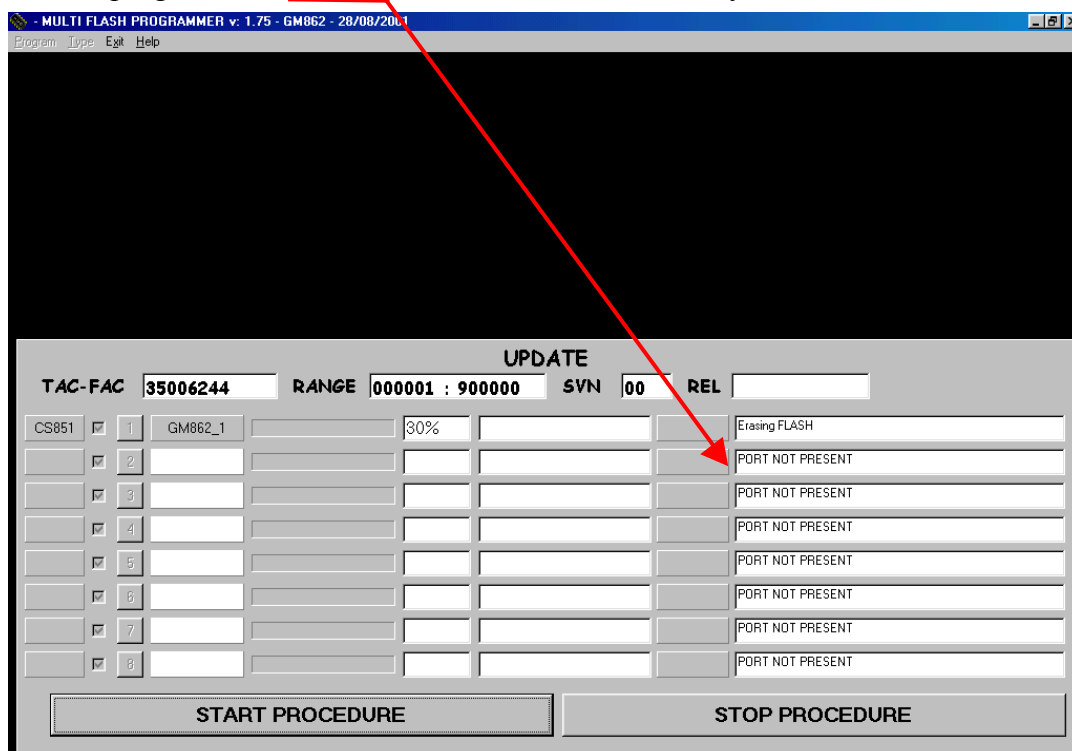 - MULTI FLASH PROGRAMMER v: 1.75 - GM862 - 28/08/2001
Program Type Exit Help
UPDATE
TAC-FAC 35006244 RANGE 000001 : 900000 SVN 00 REL
CS851 1 GM862_1 30% Erasing FLASH
2 PORT NOT PRESENT
3 PORT NOT PRESENT
4 PORT NOT PRESENT
5 PORT NOT PRESENT
6 PORT NOT PRESENT
7 PORT NOT PRESENT
8 PORT NOT PRESENT
START PROCEDURE STOP PROCEDURE